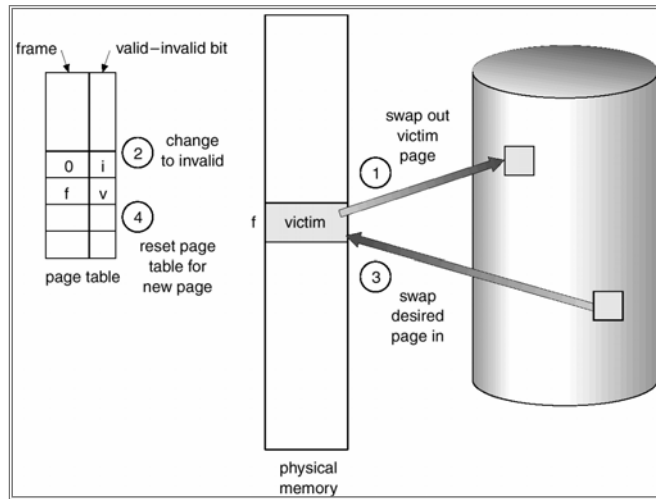 frame
valid–invalid bit
0 i
f v
2
change
to invalid
4
reset page
table for
new page
page table
f
victim
physical
memory
swap out
victim
page
1
3
swap
desired
page in